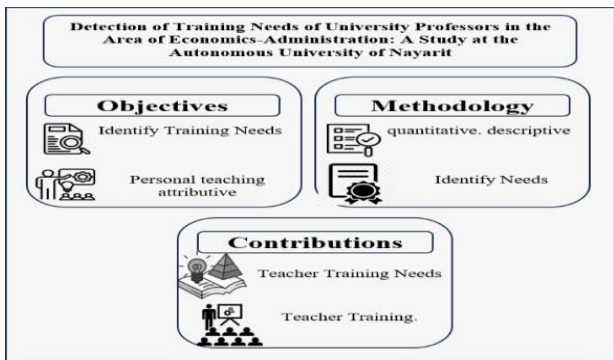 Detection of Training Needs of University Professors in the
Area of Economics-Administration: A Study at the
Autonomous University of Nayarit
Objectives
Identify Training Needs
Personal teaching
attributive
Methodology
quantitative. descriptive
Identify Needs
Contributions
Teacher Training Needs
Teacher Training.